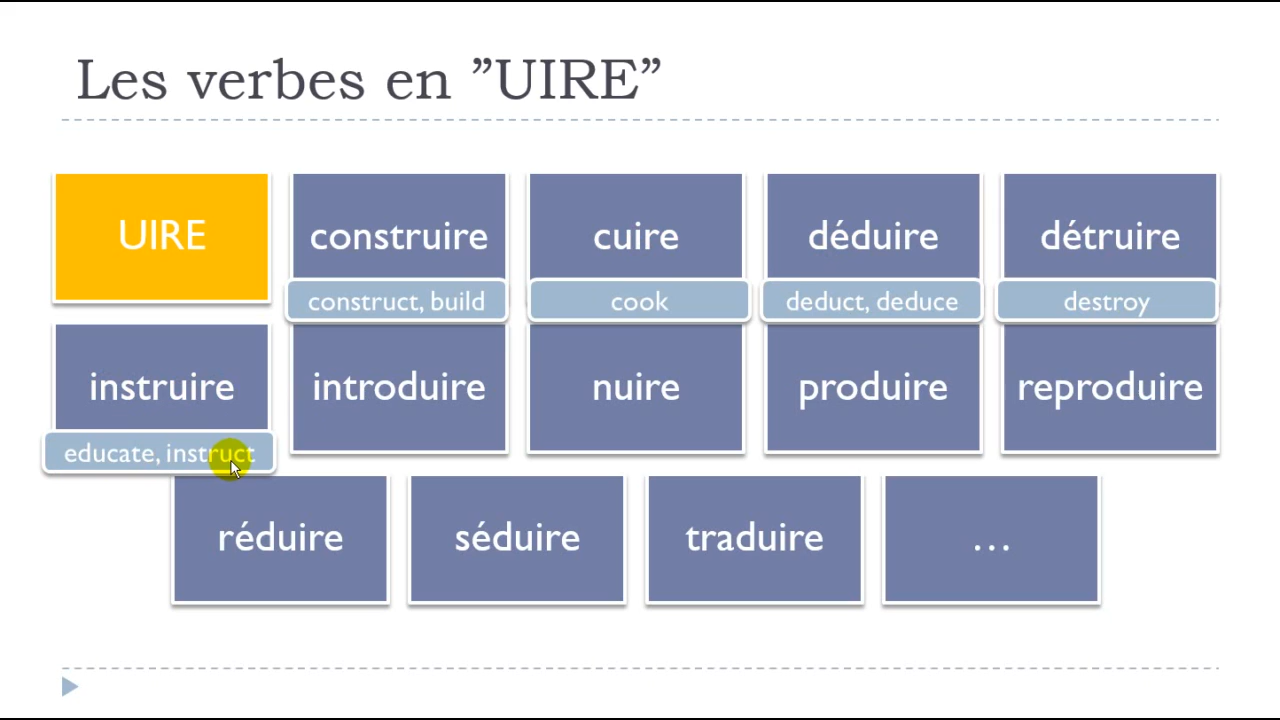 Les verbes en ”UIRE”
UIRE
construire
construct, build
cuire
cook
déduire
deduct, deduce
détruire
destroy
instruire
educate, instruct
introduire
nuire
produire
reproduire
réduire
séduire
traduire
...